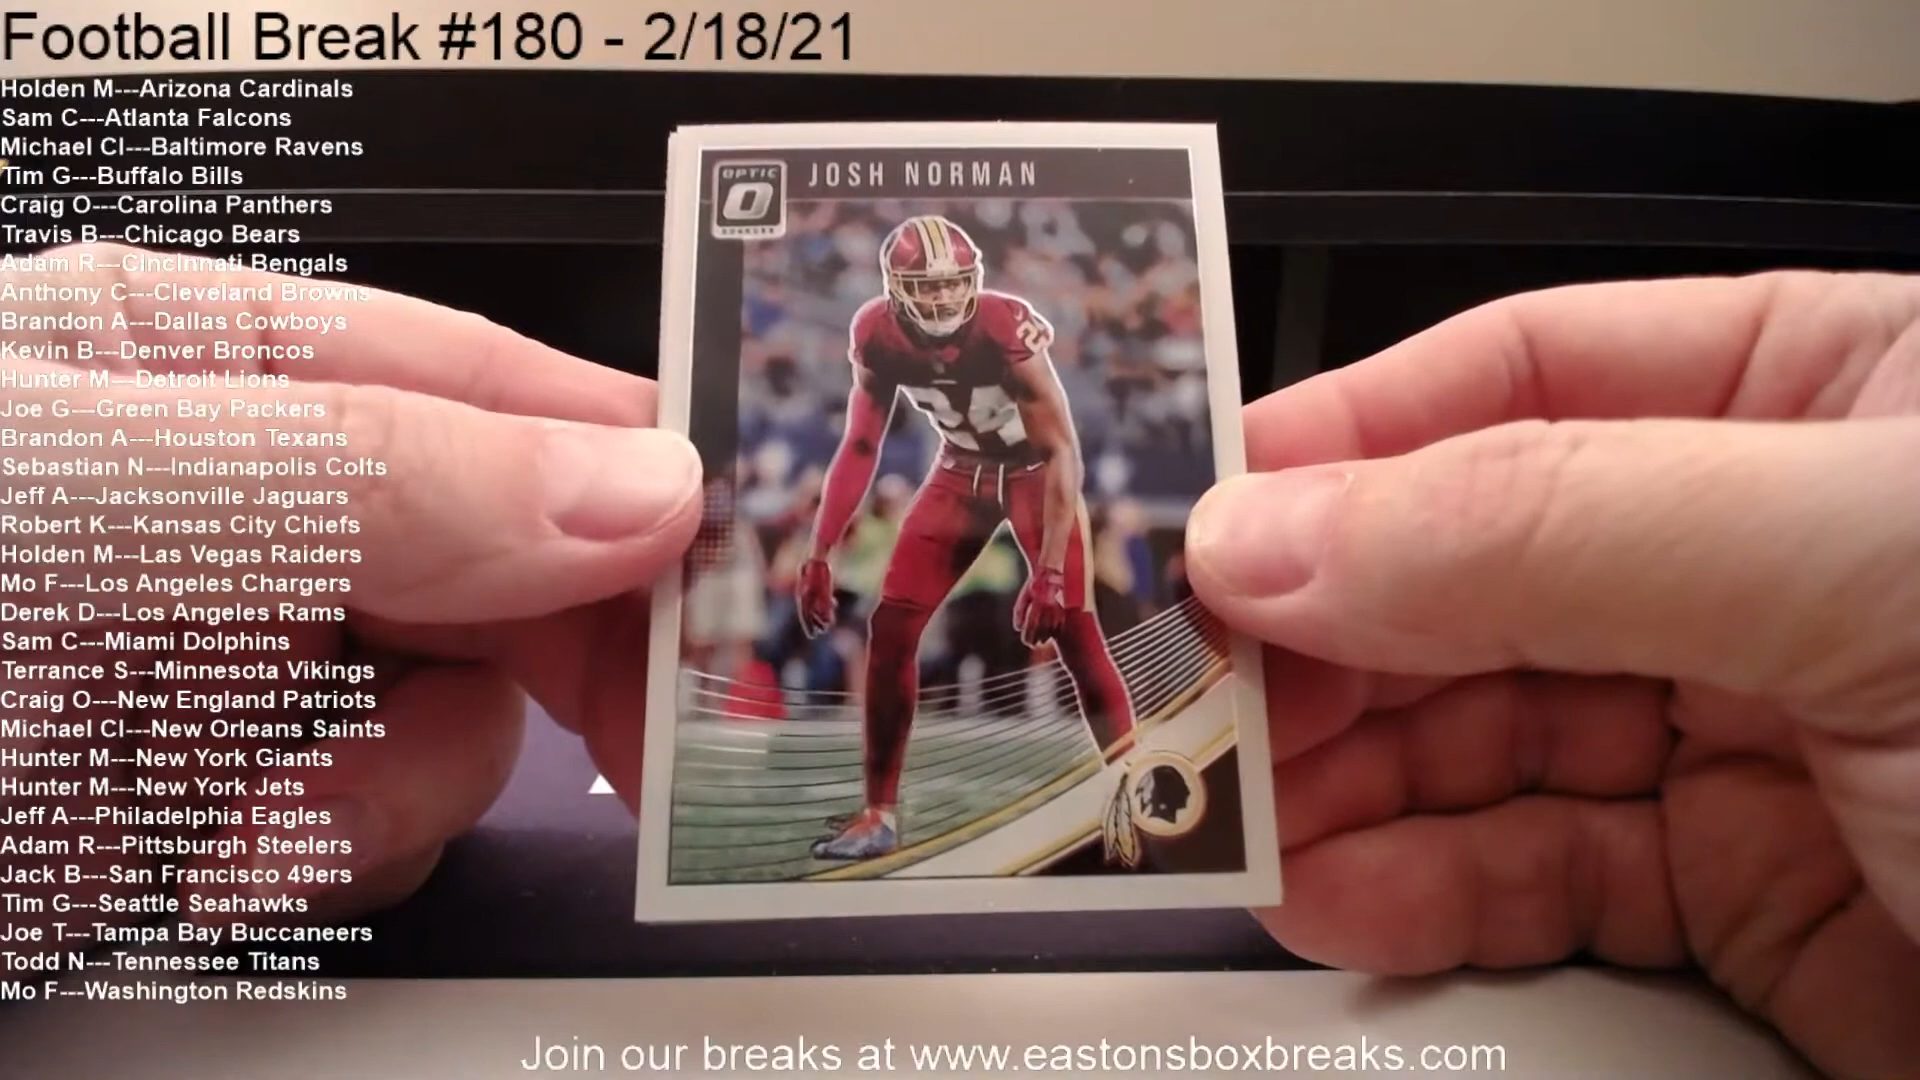 Football Break #180 - 2/18/21
Holden M---Arizona Cardinals
Sam C---Atlanta Falcons
Michael Cl---Baltimore Ravens
Tim G---Buffalo Bills
Craig O---Carolina Panthers
Travis B---Chicago Bears
Adam R---Cincinnati Bengals
Anthony C---Cleveland Browns
Brandon A---Dallas Cowboys
Kevin B---Denver Broncos
Hunter M---Detroit Lions
Joe G---Green Bay Packers
Brandon A---Houston Texans
Sebastian N---Indianapolis Colts
Jeff A---Jacksonville Jaguars
Robert K---Kansas City Chiefs
Holden M---Las Vegas Raiders
Mo F---Los Angeles Chargers
Derek D---Los Angeles Rams
Sam C---Miami Dolphins
Terrance S---Minnesota Vikings
Craig O---New England Patriots
Michael Cl---New Orleans Saints
Hunter M---New York Giants
Hunter M---New York Jets
Jeff A---Philadelphia Eagles
Adam R---Pittsburgh Steelers
Jack B---San Francisco 49ers
Tim G---Seattle Seahawks
Joe T---Tampa Bay Buccaneers
Todd N---Tennessee Titans
Mo F---Washington Redskins
OPTIC
O
DONRUSS
JOSH NORMAN
24
24
Join our breaks at www.eastonsboxbreaks.com